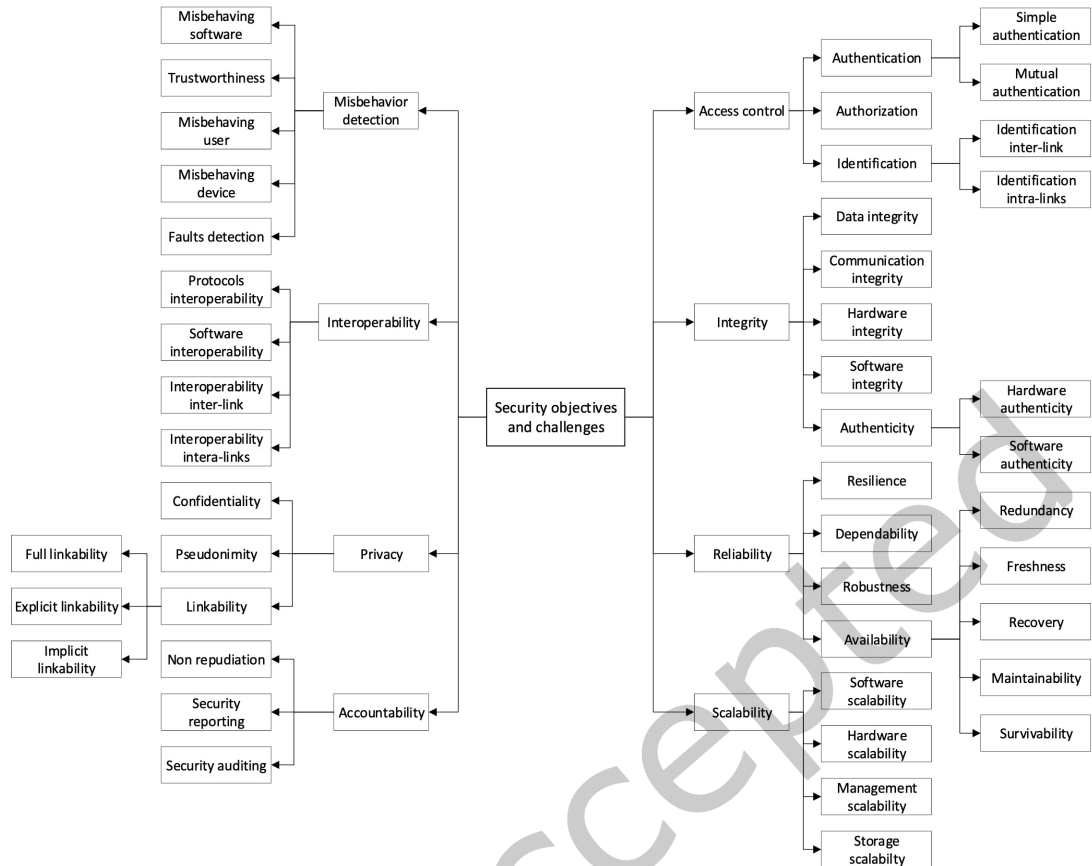 Security objectives
and challenges
Misbehavior
detection
Misbehaving
software
Trustworthiness
Misbehaving
user
Misbehaving
device
Faults detection
Interoperability
Protocols
interoperability
Software
interoperability
Interoperability
inter-link
Interoperability
intera-links
Privacy
Confidentiality
Pseudonimity
Linkability
Full linkability
Explicit linkability
Implicit
linkability
Accountability
Non repudiation
Security
reporting
Security auditing
Access control
Authentication
Simple
authentication
Mutual
authentication
Authorization
Identification
Identification
inter-link
Identification
intra-links
Integrity
Data integrity
Communication
integrity
Hardware
integrity
Software
integrity
Authenticity
Hardware
authenticity
Software
authenticity
Reliability
Resilience
Dependability
Robustness
Availability
Redundancy
Freshness
Recovery
Maintainability
Survivability
Scalability
Software
scalability
Hardware
scalability
Management
scalability
Storage
scalabilty
ccepted